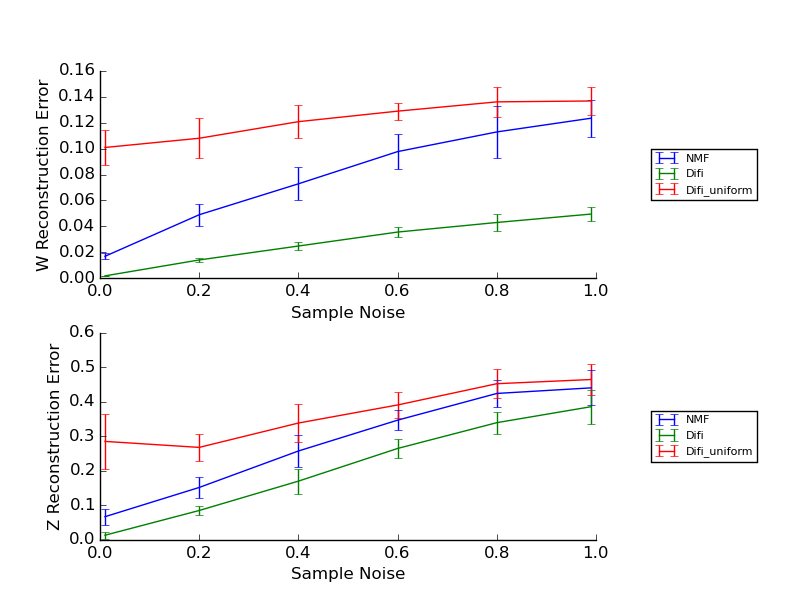 W Reconstruction Error
0.16
0.14
0.12
0.10
0.08
0.06
0.04
0.02
0.00
0.0 0.2 0.4 0.6 0.8 1.0
Sample Noise
NMF
Difi
Difi_uniform
Z Reconstruction Error
0.6
0.5
0.4
0.3
0.2
0.1
0.0
0.0 0.2 0.4 0.6 0.8 1.0
Sample Noise
NMF
Difi
Difi_uniform